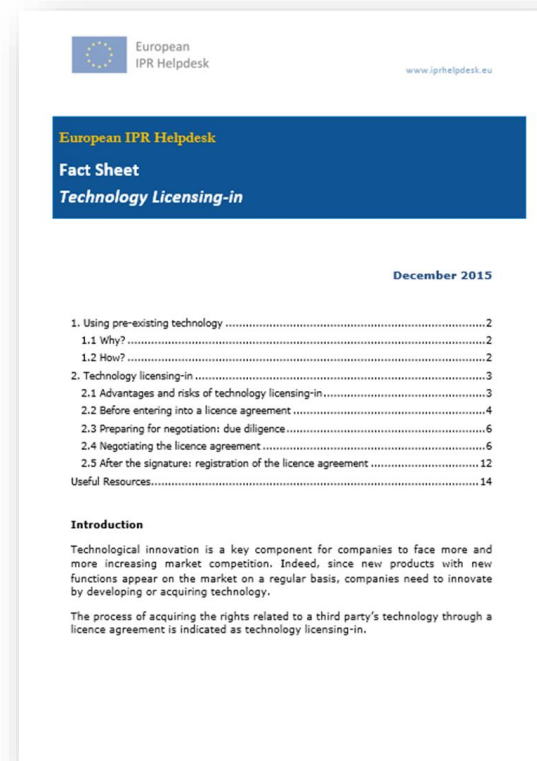 European
IPR Helpdesk
www.iprhelpdesk.eu
European IPR Helpdesk
Fact Sheet
Technology Licensing-in
December 2015
1. Using pre-existing technology ................................................................................2
1.1 Why? ..............................................................................................................2
1.2 How? ..............................................................................................................2
2. Technology licensing-in ..........................................................................................3
2.1 Advantages and risks of technology licensing-in ................................................3
2.2 Before entering into a licence agreement ..........................................................4
2.3 Preparing for negotiation: due diligence ............................................................6
2.4 Negotiating the licence agreement ...................................................................6
2.5 After the signature: registration of the licence agreement ................................12
Useful Resources.....................................................................................................14
Introduction
Technological innovation is a key component for companies to face more and
more increasing market competition. Indeed, since new products with new
functions appear on the market on a regular basis, companies need to innovate
by developing or acquiring technology.
The process of acquiring the rights related to a third party's technology through a
licence agreement is indicated as technology licensing-in.